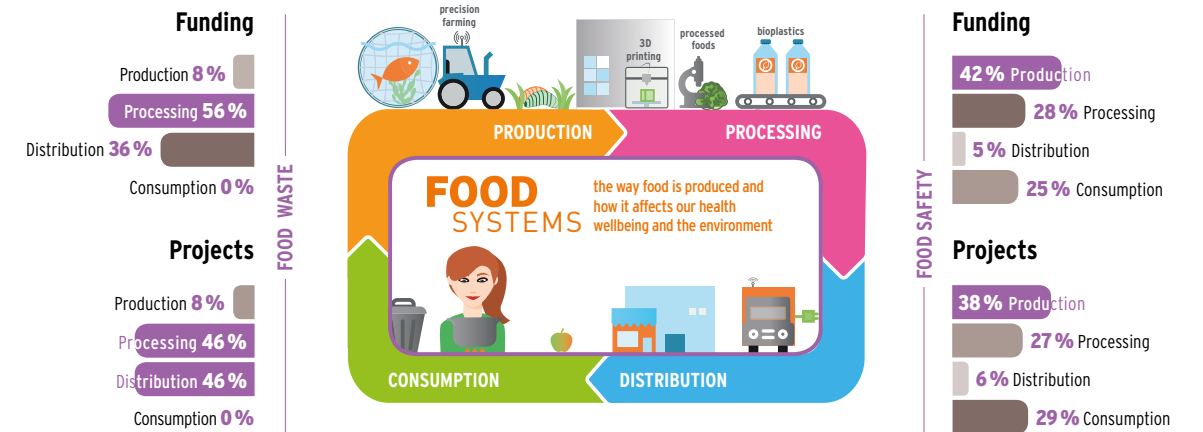 Funding
Production 8 %
Processing 56 %
Distribution 36 %
Consumption 0 %
FOOD WASTE
Projects
Production 8 %
Processing 46 %
Distribution 46 %
Consumption 0 %
precision
farming
3D
printing
processed
foods
bioplastics
PRODUCTION
PROCESSING
FOOD
SYSTEMS
the way food is produced and
how it affects our health
wellbeing and the environment
CONSUMPTION
DISTRIBUTION
FOOD SAFETY
Funding
42 % Production
28 % Processing
5 % Distribution
25 % Consumption
Projects
38 % Production
27 % Processing
6 % Distribution
29 % Consumption